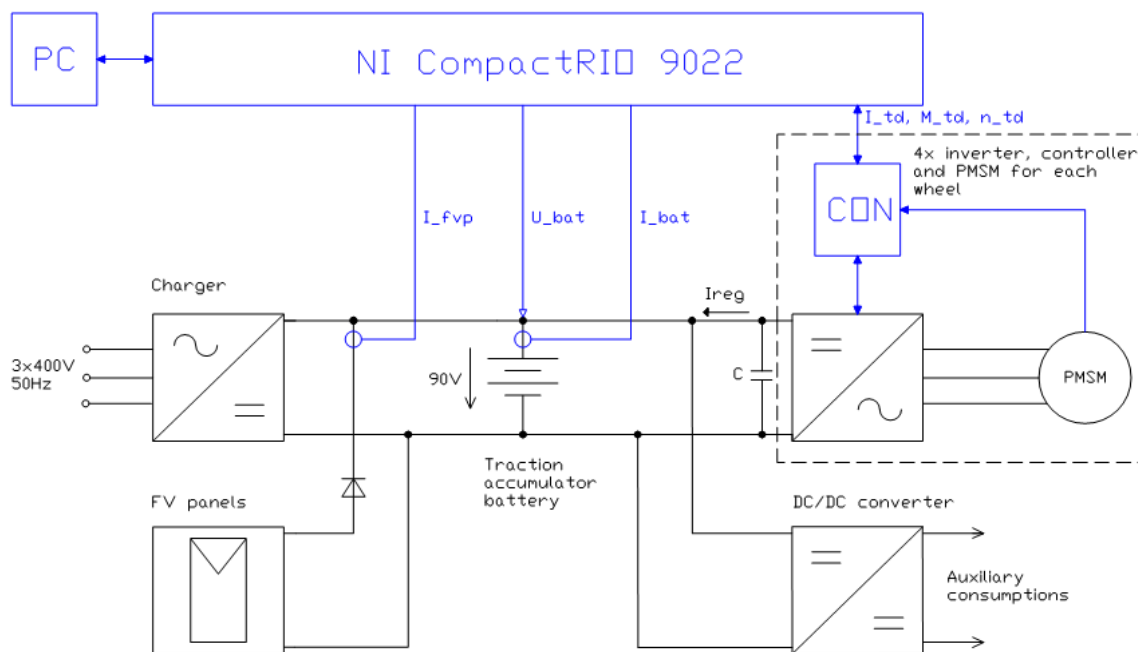 PC
NI CompactRIO 9022
I_td, M_td, n_td
4x inverter, controller
and PMSM for each
wheel
CON
I_fvp
U_bat
I_bat
Charger
Ireg
3x400V
50Hz
90V
C
PMSM
Traction
accumulator
battery
FV panels
DC/DC converter
Auxiliary
consumptions